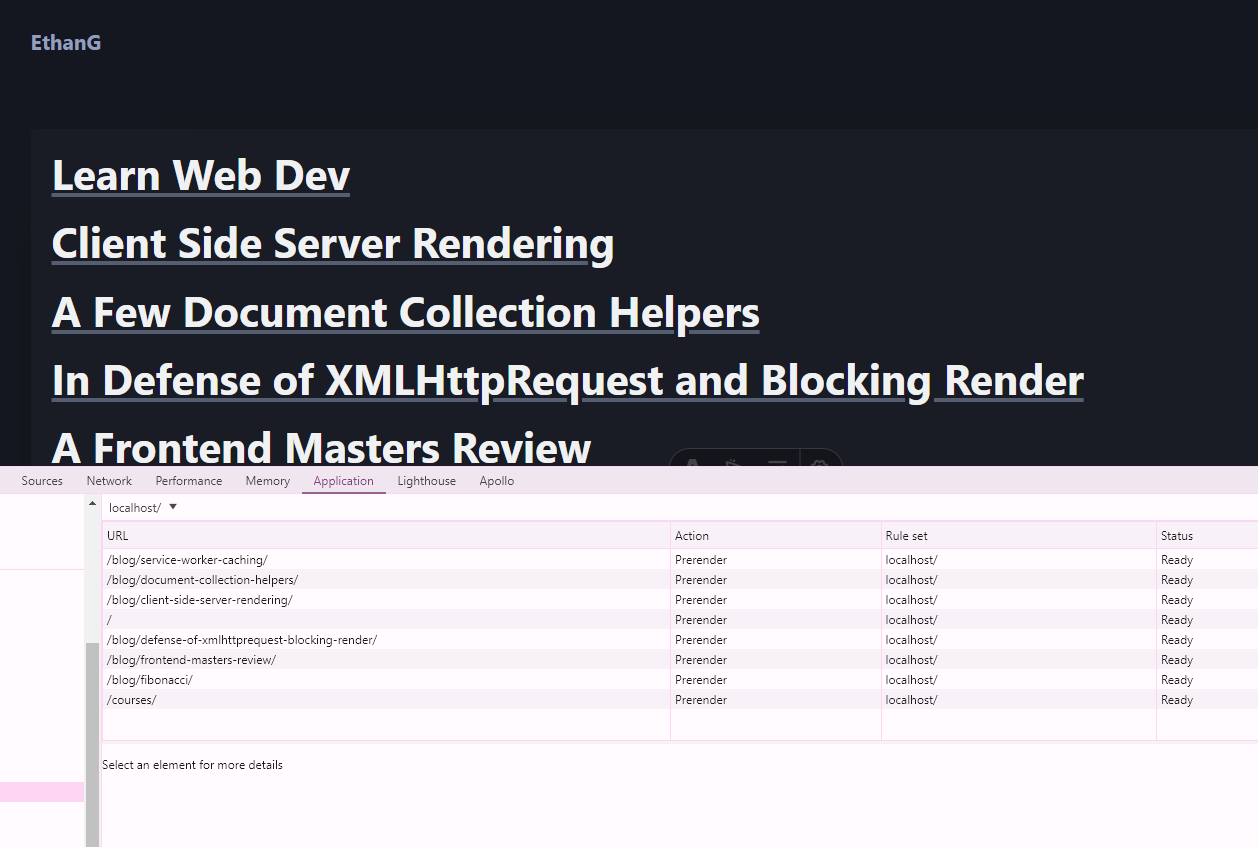 EthanG
Learn Web Dev
Client Side Server Rendering
A Few Document Collection Helpers
In Defense of XMLHttpRequest and Blocking Render
A Frontend Masters Review
Sources Network Performance Memory Application Lighthouse Apollo
localhost/
URL Action Rule set Status
/blog/service-worker-caching/ Prerender localhost/ Ready
/blog/document-collection-helpers/ Prerender localhost/ Ready
/blog/client-side-server-rendering/ Prerender localhost/ Ready
/ Prerender localhost/ Ready
/blog/defense-of-xmlhttprequest-blocking-render/ Prerender localhost/ Ready
/blog/frontend-masters-review/ Prerender localhost/ Ready
/blog/fibonacci/ Prerender localhost/ Ready
/courses/ Prerender localhost/ Ready
Select an element for more details